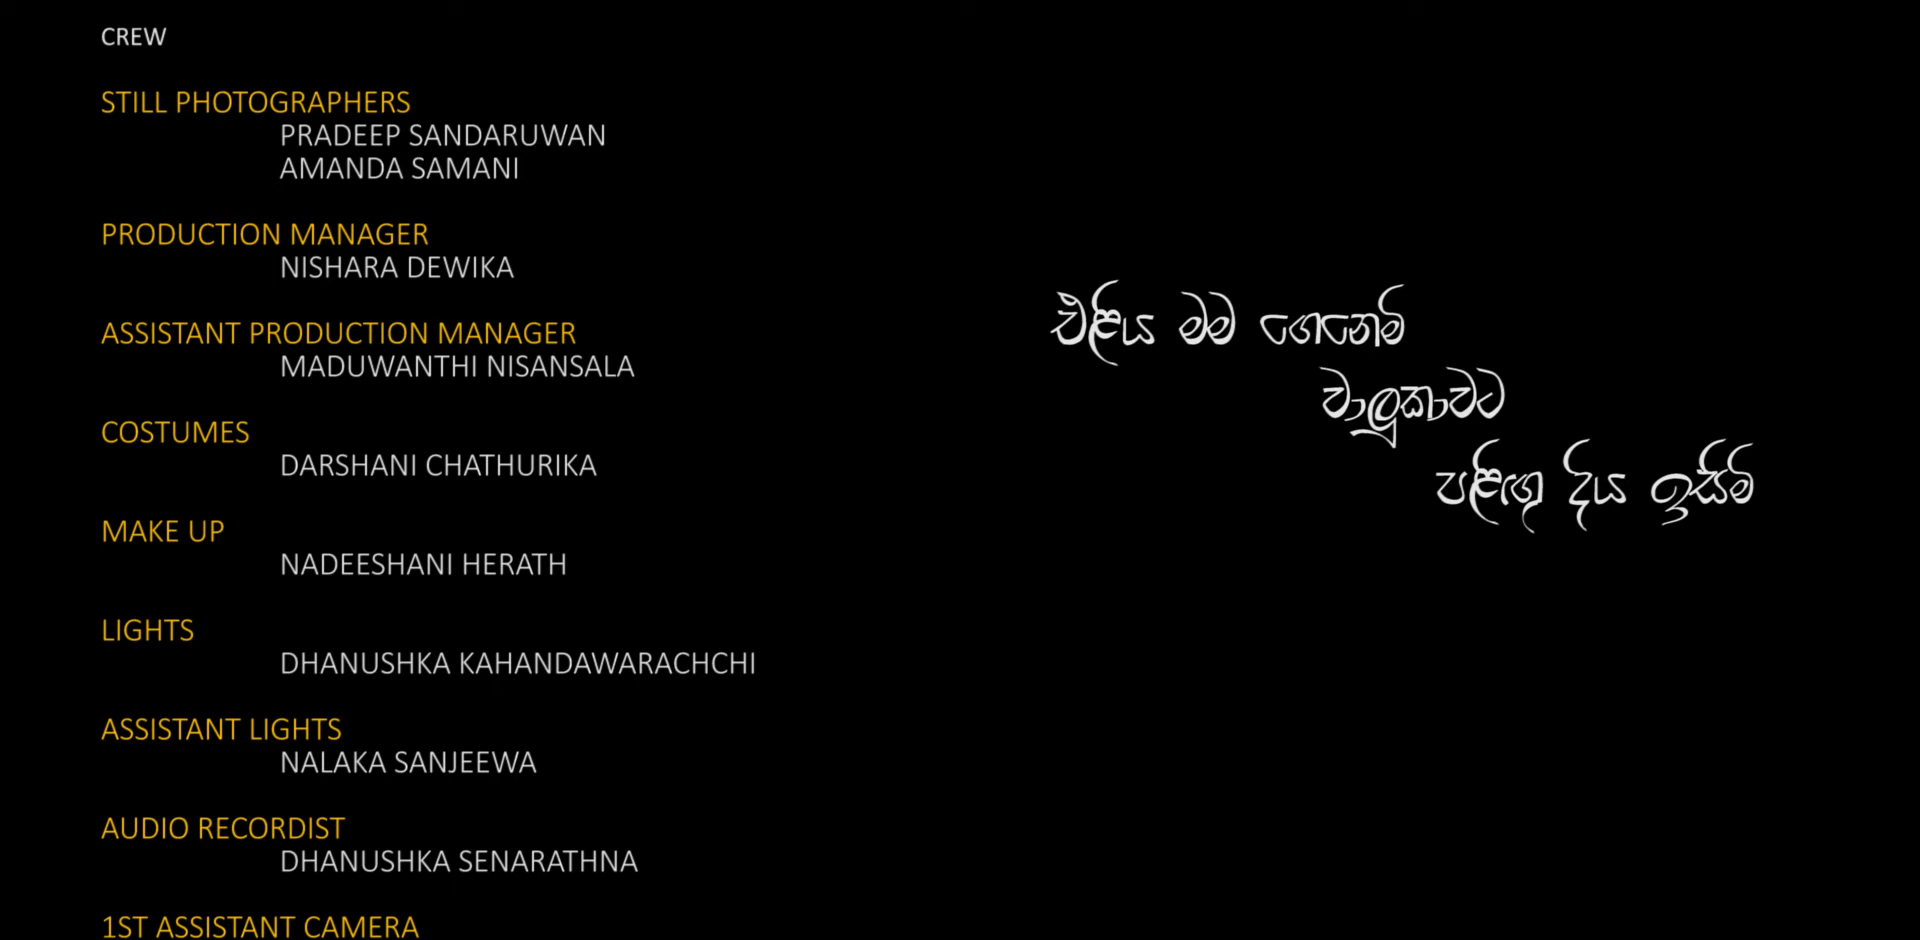 CREW
STILL PHOTOGRAPHERS
PRADEEP SANDARUWAN
AMANDA SAMANI
PRODUCTION MANAGER
NISHARA DEWIKA
ASSISTANT PRODUCTION MANAGER
MADUWANTHI NISANSALA
COSTUMES
DARSHANI CHATHURIKA
MAKE UP
NADEESHANI HERATH
LIGHTS
DHANUSHKA KAHANDAWARACHCHI
ASSISTANT LIGHTS
NALAKA SANJEEWA
AUDIO RECORDIST
DHANUSHKA SENARATHNA
1ST ASSISTANT CAMERA
එළිය මම ගෙනෙමි
වාලුකාවට
පළිඟු දිය ඉසිමි